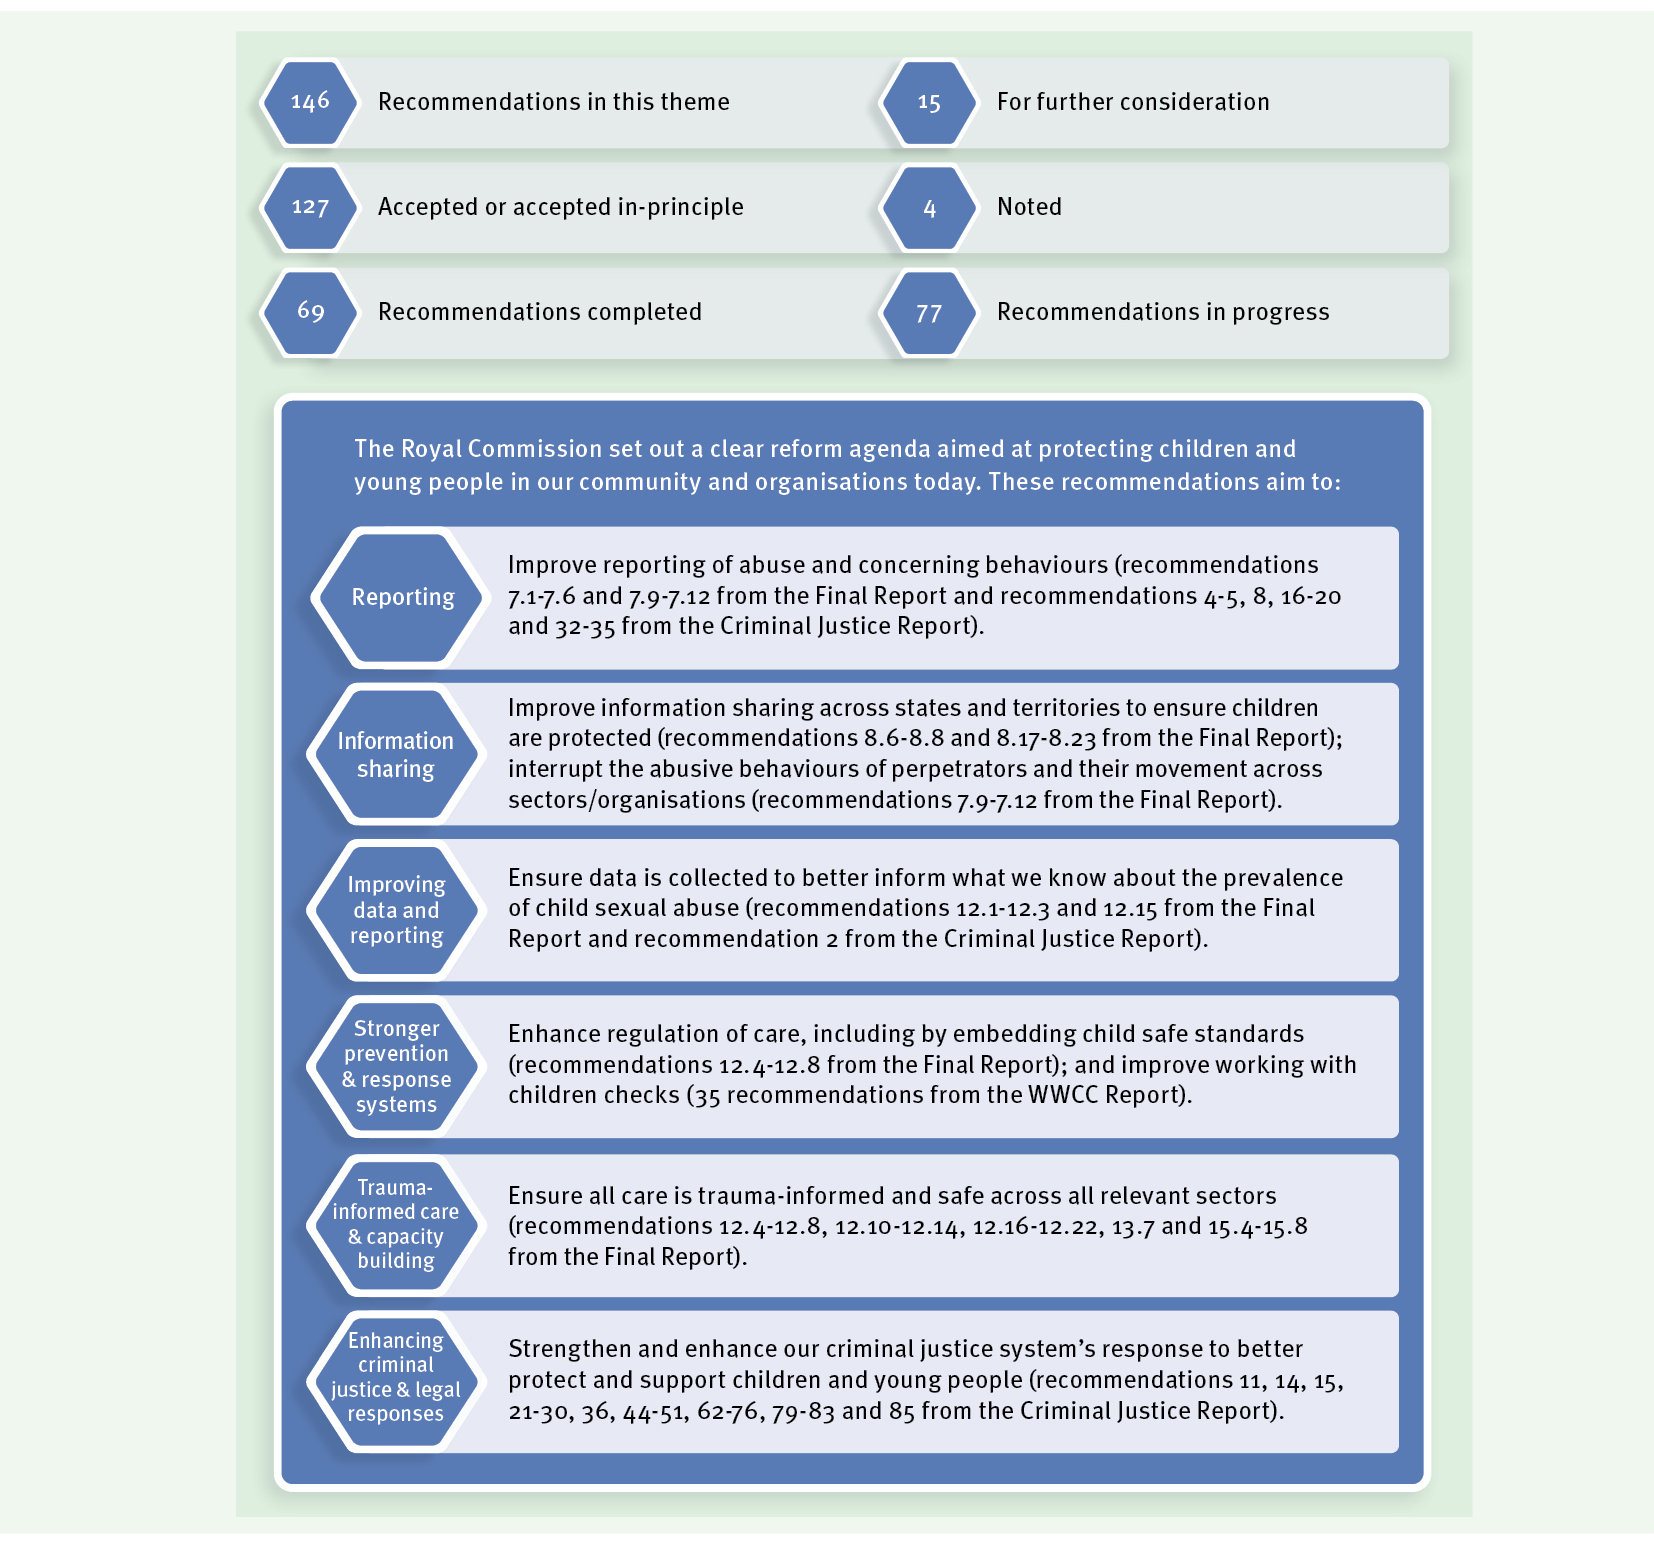 146 Recommendations in this theme
15 For further consideration
127 Accepted or accepted in-principle
4 Noted
69 Recommendations completed
77 Recommendations in progress
The Royal Commission set out a clear reform agenda aimed at protecting children and
young people in our community and organisations today. These recommendations aim to:
Reporting
Improve reporting of abuse and concerning behaviours (recommendations
7.1-7.6 and 7.9-7.12 from the Final Report and recommendations 4-5, 8, 16-20
and 32-35 from the Criminal Justice Report).
Information
sharing
Improve information sharing across states and territories to ensure children
are protected (recommendations 8.6-8.8 and 8.17-8.23 from the Final Report);
interrupt the abusive behaviours of perpetrators and their movement across
sectors/organisations (recommendations 7.9-7.12 from the Final Report).
Improving
data and
reporting
Ensure data is collected to better inform what we know about the prevalence
of child sexual abuse (recommendations 12.1-12.3 and 12.15 from the Final
Report and recommendation 2 from the Criminal Justice Report).
Stronger
prevention
& response
systems
Enhance regulation of care, including by embedding child safe standards
(recommendations 12.4-12.8 from the Final Report); and improve working with
children checks (35 recommendations from the WWCC Report).
Trauma-
informed care
& capacity
building
Ensure all care is trauma-informed and safe across all relevant sectors
(recommendations 12.4-12.8, 12.10-12.14, 12.16-12.22, 13.7 and 15.4-15.8
from the Final Report).
Enhancing
criminal
justice & legal
responses
Strengthen and enhance our criminal justice system’s response to better
protect and support children and young people (recommendations 11, 14, 15,
21-30, 36, 44-51, 62-76, 79-83 and 85 from the Criminal Justice Report).